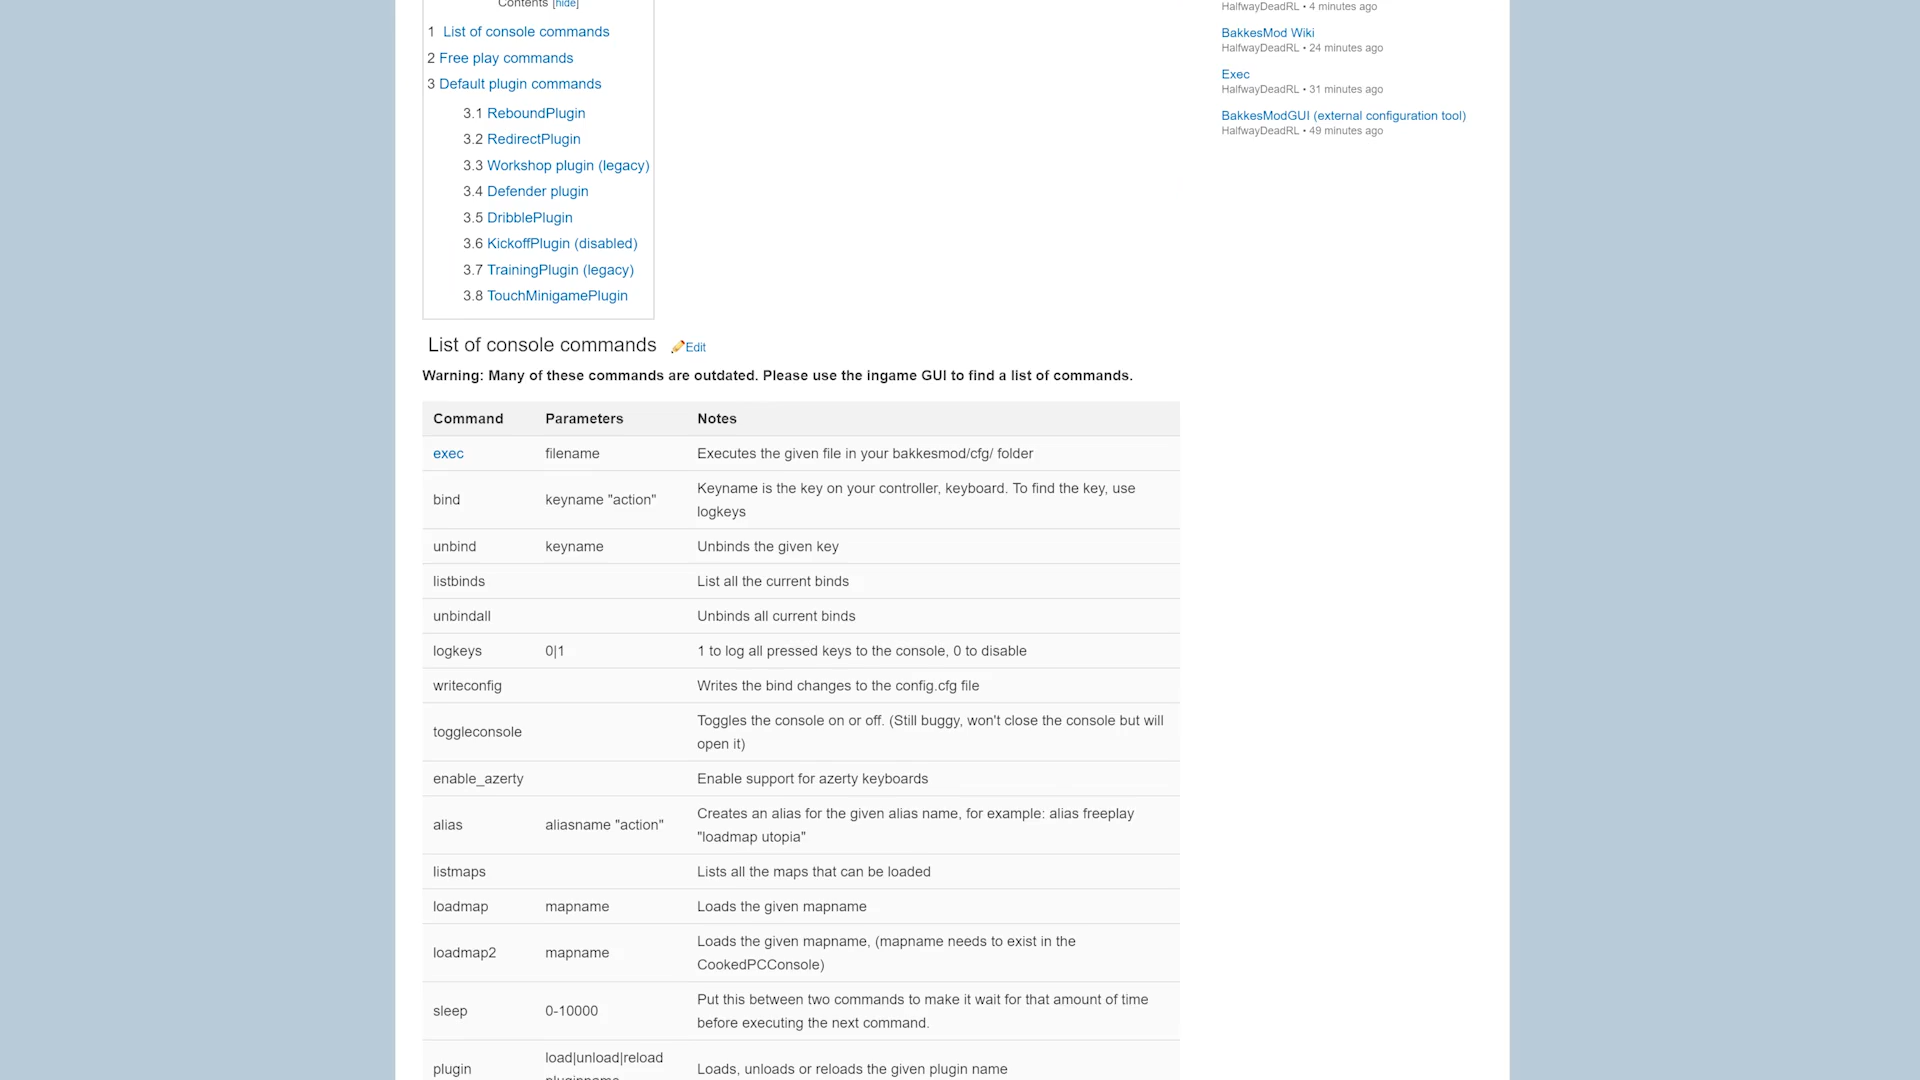 Contents [hide]
1 List of console commands
2 Free play commands
3 Default plugin commands
3.1 ReboundPlugin
3.2 RedirectPlugin
3.3 Workshop plugin (legacy)
3.4 Defender plugin
3.5 DribblePlugin
3.6 KickoffPlugin (disabled)
3.7 TrainingPlugin (legacy)
3.8 TouchMinigamePlugin
HalfwayDeadRL • 4 minutes ago
BakkesMod Wiki
HalfwayDeadRL • 24 minutes ago
Exec
HalfwayDeadRL • 31 minutes ago
BakkesModGUI (external configuration tool)
HalfwayDeadRL • 49 minutes ago
List of console commands Edit
Warning: Many of these commands are outdated. Please use the ingame GUI to find a list of commands.
Command Parameters Notes
exec filename Executes the given file in your bakkesmod/cfg/ folder
bind keyname "action" Keyname is the key on your controller, keyboard. To find the key, use
logkeys
unbind keyname Unbinds the given key
listbinds List all the current binds
unbindall Unbinds all current binds
logkeys 0|1 1 to log all pressed keys to the console, 0 to disable
writeconfig Writes the bind changes to the config.cfg file
toggleconsole Toggles the console on or off. (Still buggy, won't close the console but will
open it)
enable_azerty Enable support for azerty keyboards
alias aliasname "action" Creates an alias for the given alias name, for example: alias freeplay
"loadmap utopia"
listmaps Lists all the maps that can be loaded
loadmap mapname Loads the given mapname
loadmap2 mapname Loads the given mapname, (mapname needs to exist in the
CookedPCConsole)
sleep 0-10000 Put this between two commands to make it wait for that amount of time
before executing the next command.
plugin load|unload|reload Loads, unloads or reloads the given plugin name
pluginname